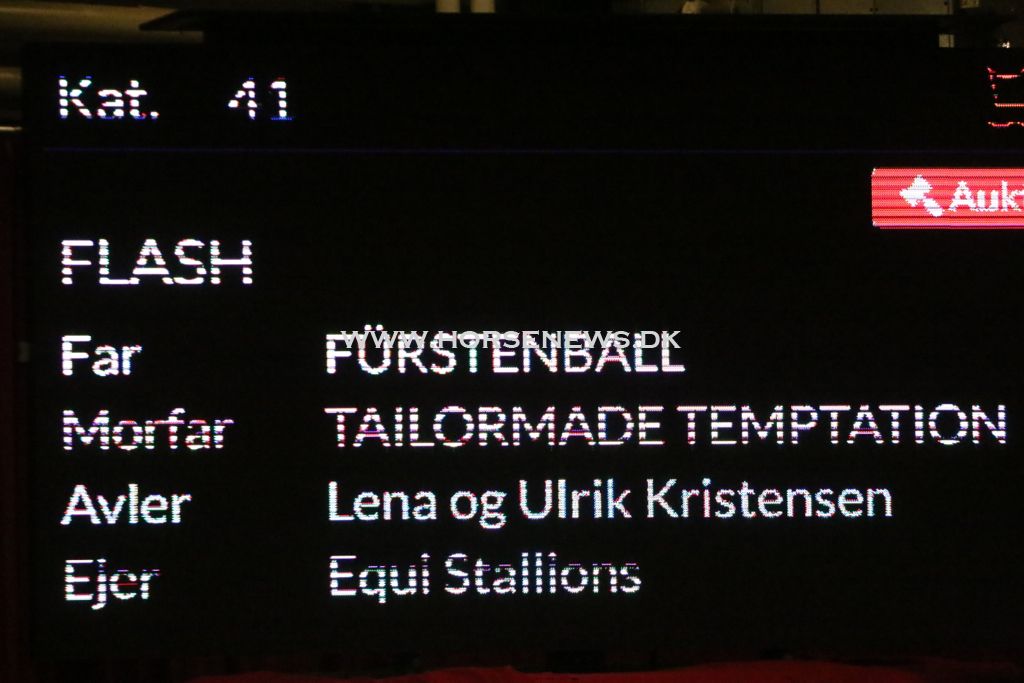 Kat. 41
Aukt
FLASH
Far FÜRSTENBALL
WWW.HORSENEWS.DK
Morfar TAILORMADE TEMPTATION
Avler Lena og Ulrik Kristensen
Ejer Equi Stallions